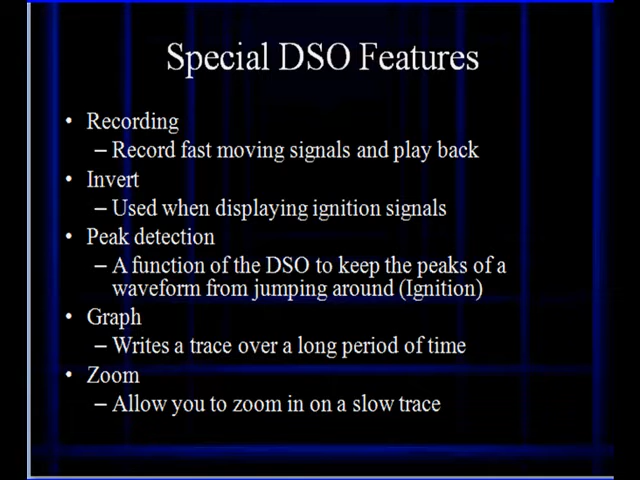 Special DSO Features
• Recording
– Record fast moving signals and play back
• Invert
– Used when displaying ignition signals
• Peak detection
– A function of the DSO to keep the peaks of a
waveform from jumping around (Ignition)
• Graph
– Writes a trace over a long period of time
• Zoom
– Allow you to zoom in on a slow trace